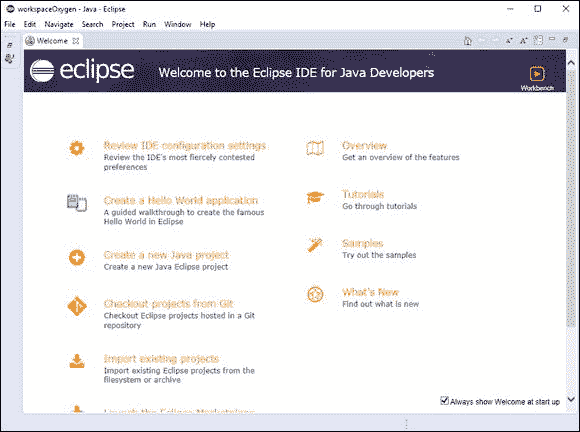 workspaceOxygen - Java - Eclipse
File Edit Navigate Search Project Run Window Help
Welcome
eclipse
Welcome to the Eclipse IDE for Java Developers
Workbench
Review IDE configuration settings
Review the IDE's most fiercely contested
preferences
Create a Hello World application
A guided walkthrough to create the famous
Hello World in Eclipse
Create a new Java project
Create a new Java Eclipse project
Checkout projects from Git
Checkout Eclipse projects hosted in a Git
repository
Import existing projects
Import existing Eclipse projects from the
filesystem or archive
Launch the Eclipse Marketplace
Overview
Get an overview of the features
Tutorials
Go through tutorials
Samples
Try out the samples
What's New
Find out what is new
Always show Welcome at start up